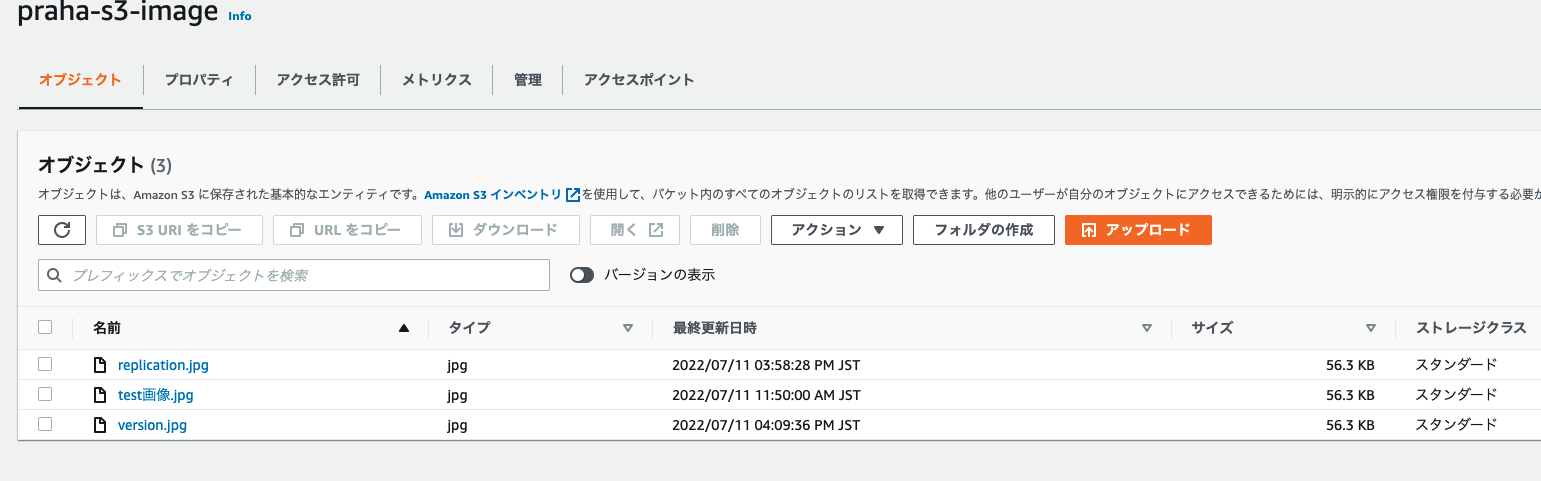 praha-s3-image Info
オブジェクト プロパティ アクセス許可 メトリクス 管理 アクセスポイント
オブジェクト (3)
オブジェクトは、Amazon S3 に保存された基本的なエンティティです。Amazon S3 インベントリ を使用して、バケット内のすべてのオブジェクトのリストを取得できます。他のユーザーが自分のオブジェクトにアクセスできるためには、明示的にアクセス権限を付与する必要が
S3 URI をコピー URL をコピー ダウンロード 開く 削除 アクション フォルダの作成 アップロード
プレフィックスでオブジェクトを検索 バージョンの表示
名前 タイプ 最終更新日時 サイズ ストレージクラス
replication.jpg jpg 2022/07/11 03:58:28 PM JST 56.3 KB スタンダード
test画像.jpg jpg 2022/07/11 11:50:00 AM JST 56.3 KB スタンダード
version.jpg jpg 2022/07/11 04:09:36 PM JST 56.3 KB スタンダード